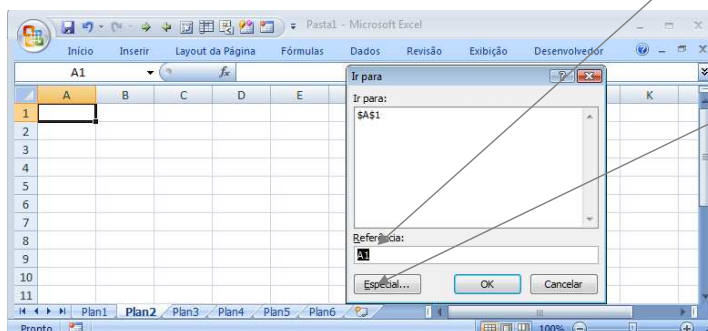 Pasta1 - Microsoft Excel
Início Inserir Layout da Página Fórmulas Dados Revisão Exibição Desenvolvedor
A1 fx
Ir para
A B C D E K
Ir para:
$A$1
1
2
3
4
5
6
7
8
9
10
11
Referência:
A1
Especial... OK Cancelar
Plan1 Plan2 Plan3 Plan4 Plan5 Plan6
Pronto 100%